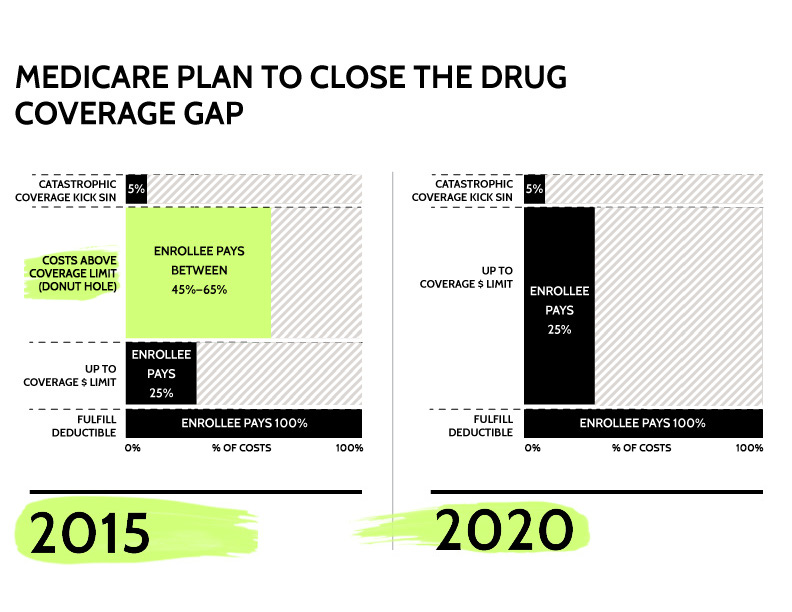 MEDICARE PLAN TO CLOSE THE DRUG
COVERAGE GAP
CATASTROPHIC
COVERAGE KICK SIN
5%
COSTS ABOVE
COVERAGE LIMIT
(DONUT HOLE)
ENROLLEE PAYS
BETWEEN
45%–65%
UP TO
COVERAGE $ LIMIT
ENROLLEE
PAYS
25%
FULFILL
DEDUCTIBLE
ENROLLEE PAYS 100%
0%
% OF COSTS
100%
2015
CATASTROPHIC
COVERAGE KICK SIN
5%
UP TO
COVERAGE $ LIMIT
ENROLLEE
PAYS
25%
FULFILL
DEDUCTIBLE
ENROLLEE PAYS 100%
0%
% OF COSTS
100%
2020